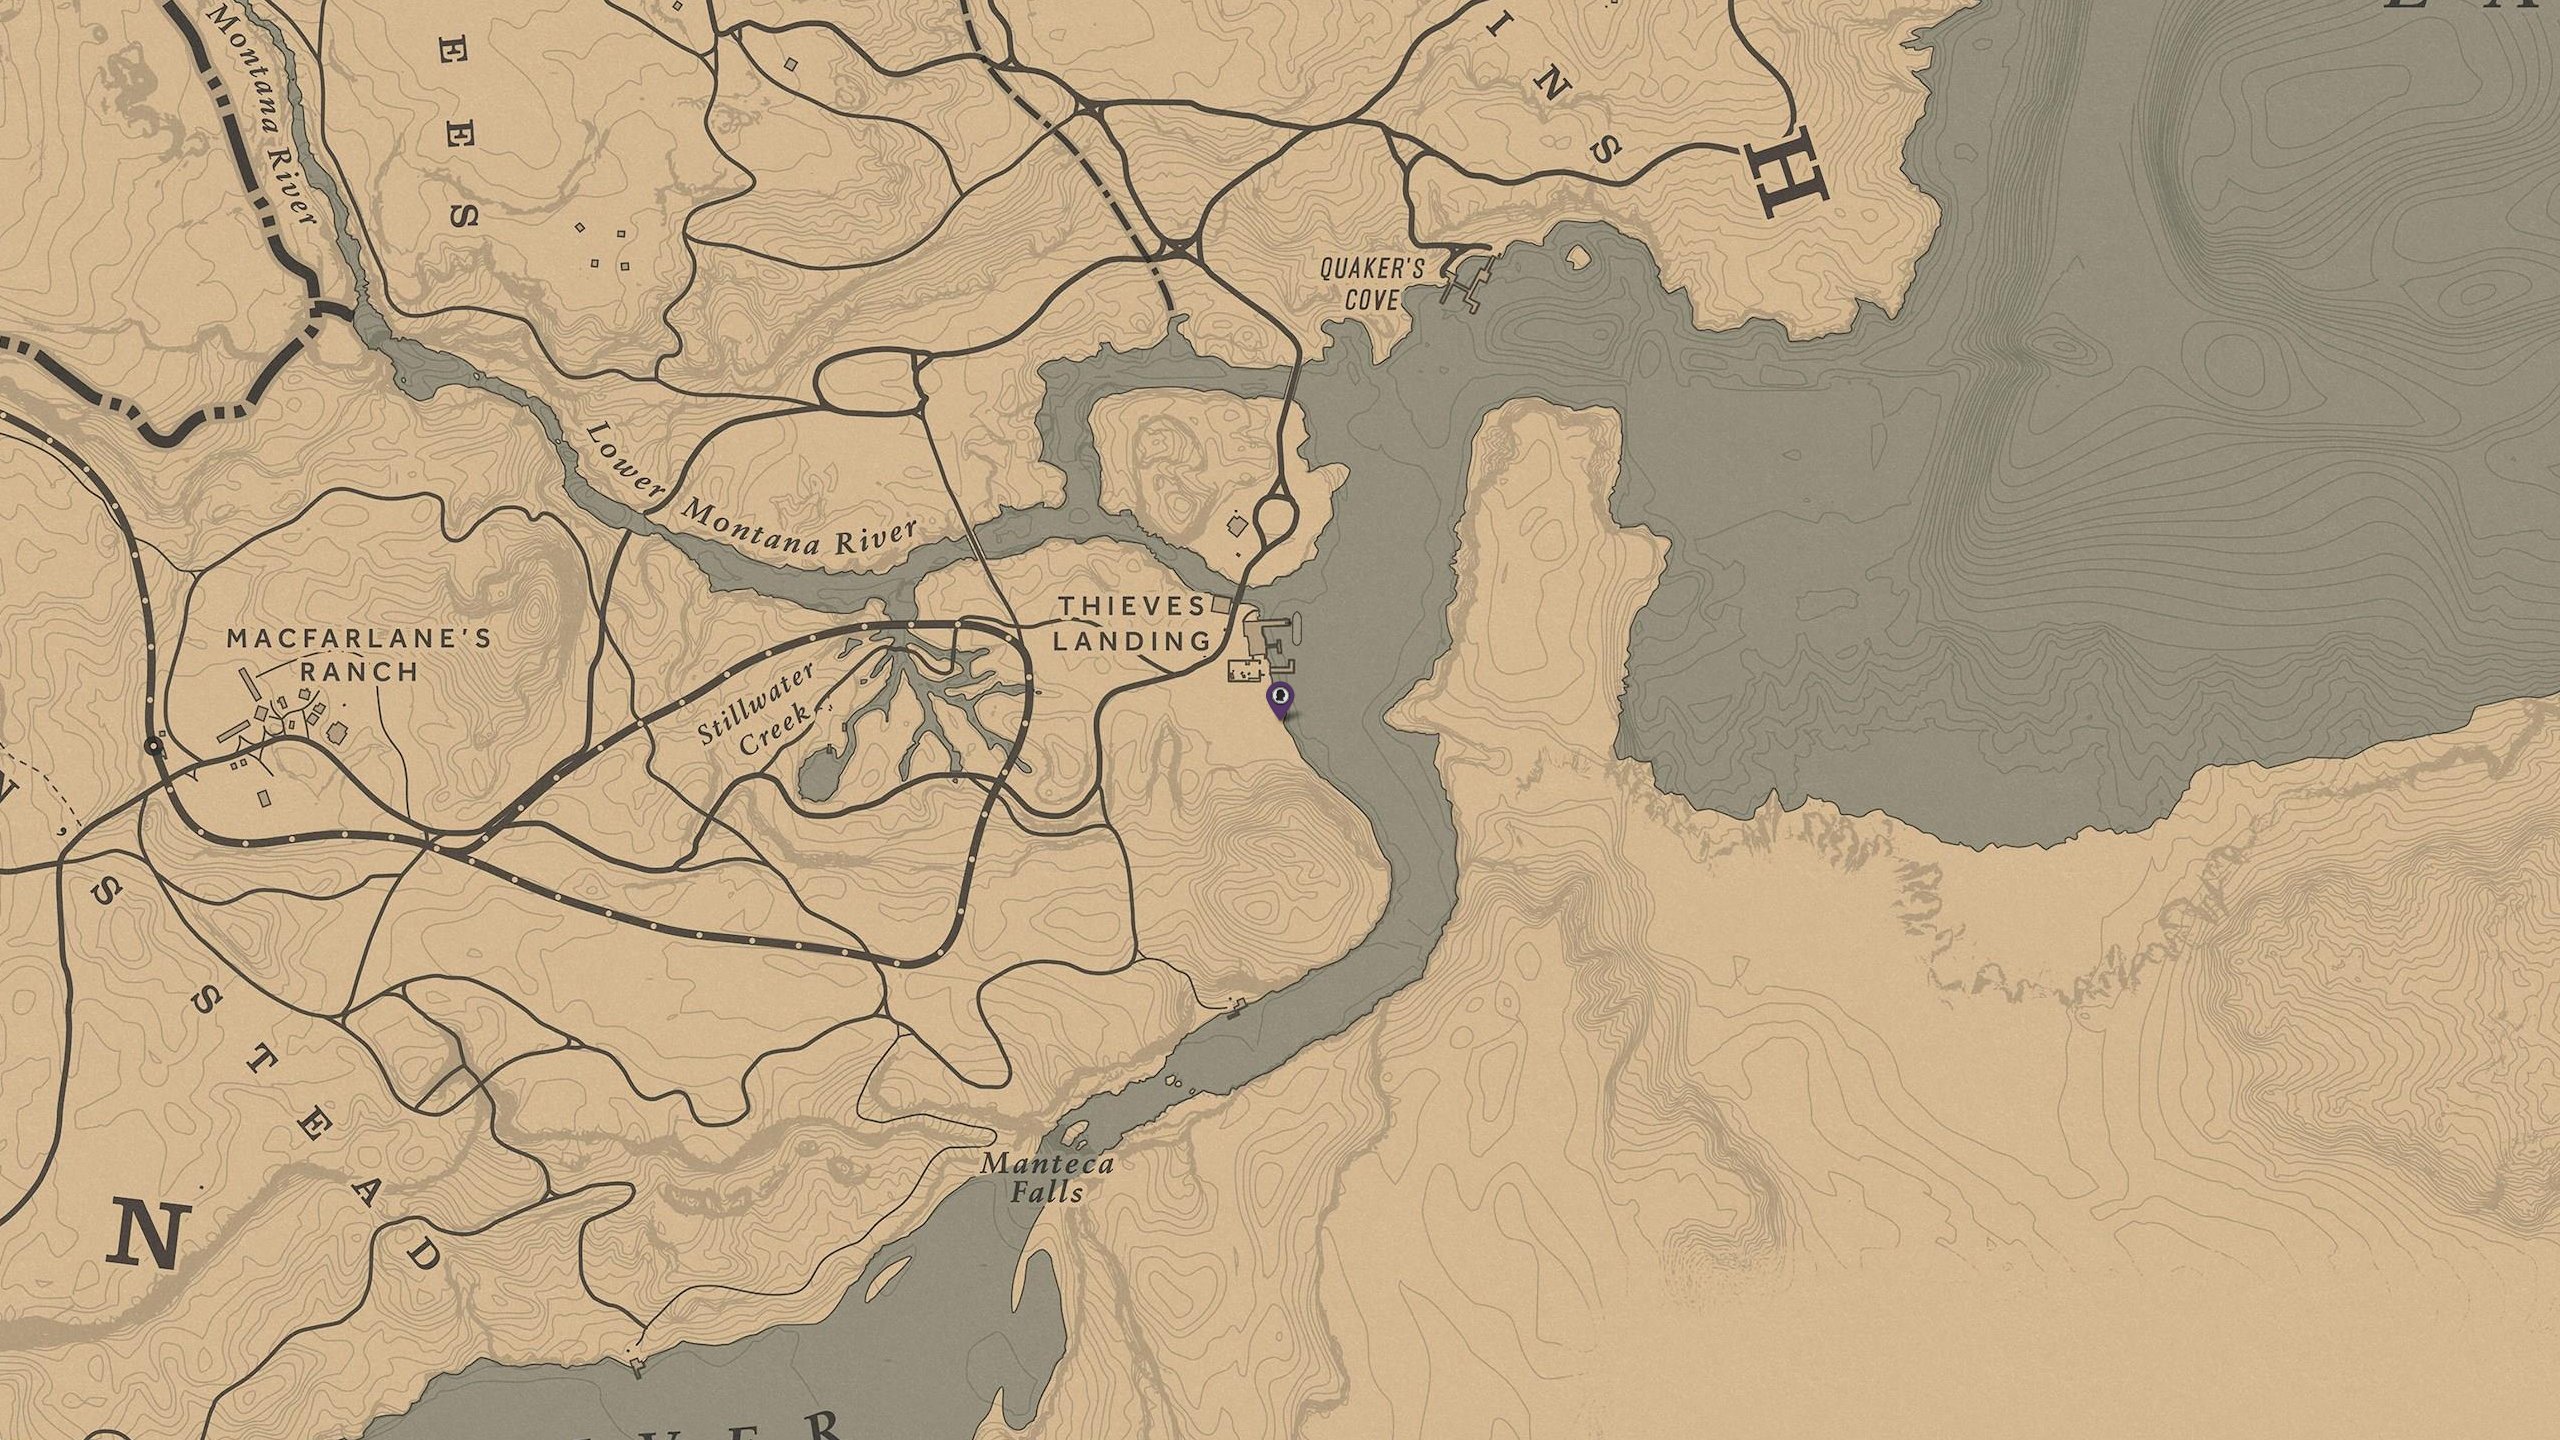 Montana River
E
E
S
I
N
S
L A
H
QUAKER'S
COVE
Lower Montana River
THIEVES
LANDING
MACFARLANE'S
RANCH
Stillwater
Creek
N
S
S
T
E
A
D
N
Manteca
Falls
V E R